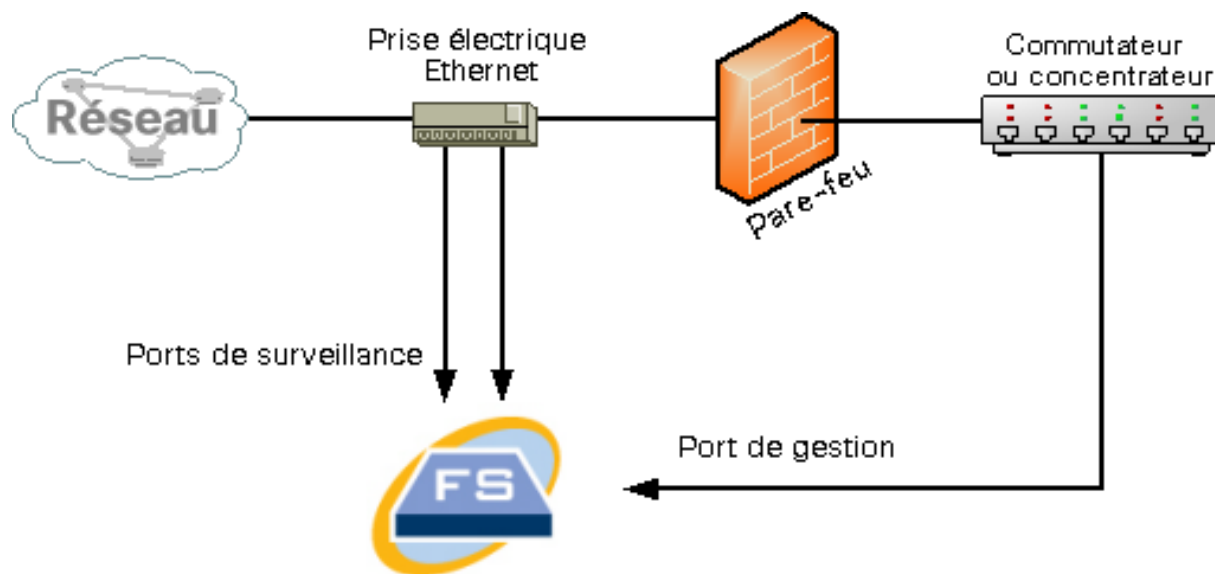 Prise électrique
Ethernet
Commutateur
ou concentrateur
Réseau
Pare-feu
Ports de surveillance
Port de gestion
FS